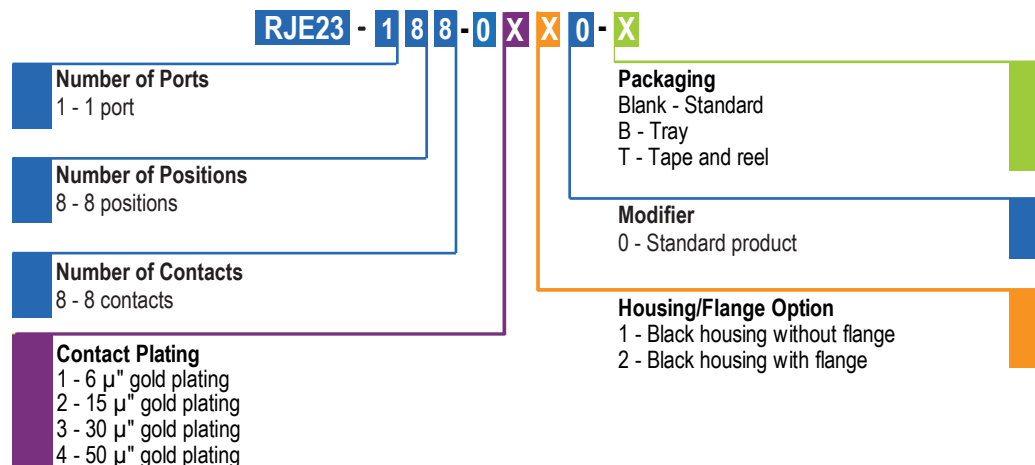 RJE23 - 1 8 8 - 0 X X 0 - X
Number of Ports
1 - 1 port
Number of Positions
8 - 8 positions
Number of Contacts
8 - 8 contacts
Contact Plating
1 - 6 µ" gold plating
2 - 15 µ" gold plating
3 - 30 µ" gold plating
4 - 50 µ" gold plating
Packaging
Blank - Standard
B - Tray
T - Tape and reel
Modifier
0 - Standard product
Housing/Flange Option
1 - Black housing without flange
2 - Black housing with flange